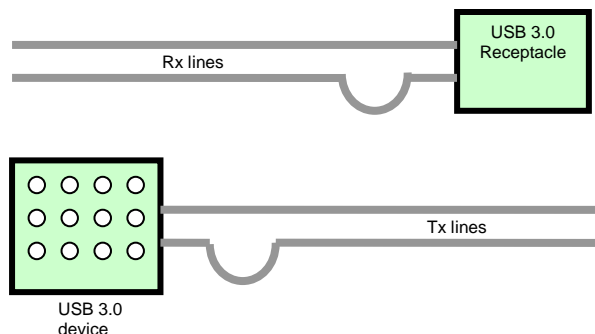 USB 3.0
Receptacle
Rx lines
Tx lines
USB 3.0
device